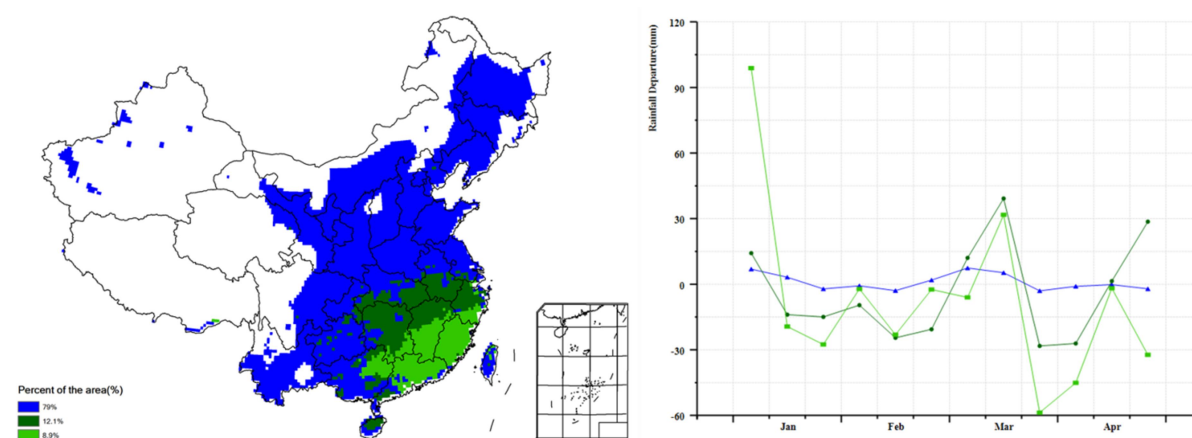 Percent of the area(%)
79%
12.1%
8.9%
Rainfall Departure(mm)
120
90
60
30
0
-30
-60
Jan
Feb
Mar
Apr